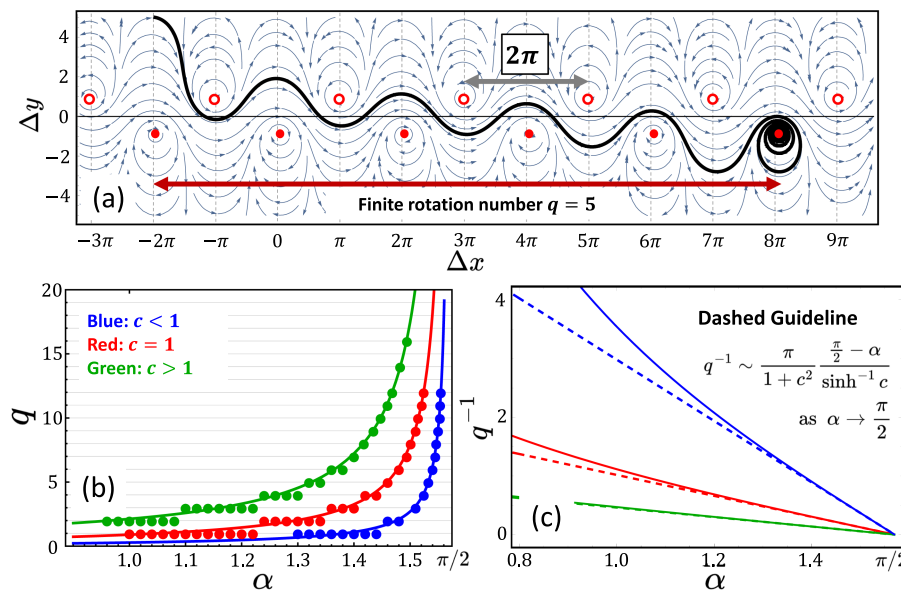 4
2
0
−2
−4
Δy
2π
(a)
Finite rotation number q = 5
−3π −2π −π 0 π 2π 3π 4π 5π 6π 7π 8π 9π
Δx
20
15
10
5
0
q
Blue: c < 1
Red: c = 1
Green: c > 1
(b)
1.0 1.1 1.2 1.3 1.4 1.5 π/2
α
4
2
0
q⁻¹
Dashed Guideline
q⁻¹ ∼ π/(1 + c²) (π/2 − α)/(sinh⁻¹ c)
as α → π/2
(c)
0.8 1.0 1.2 1.4 π/2
α